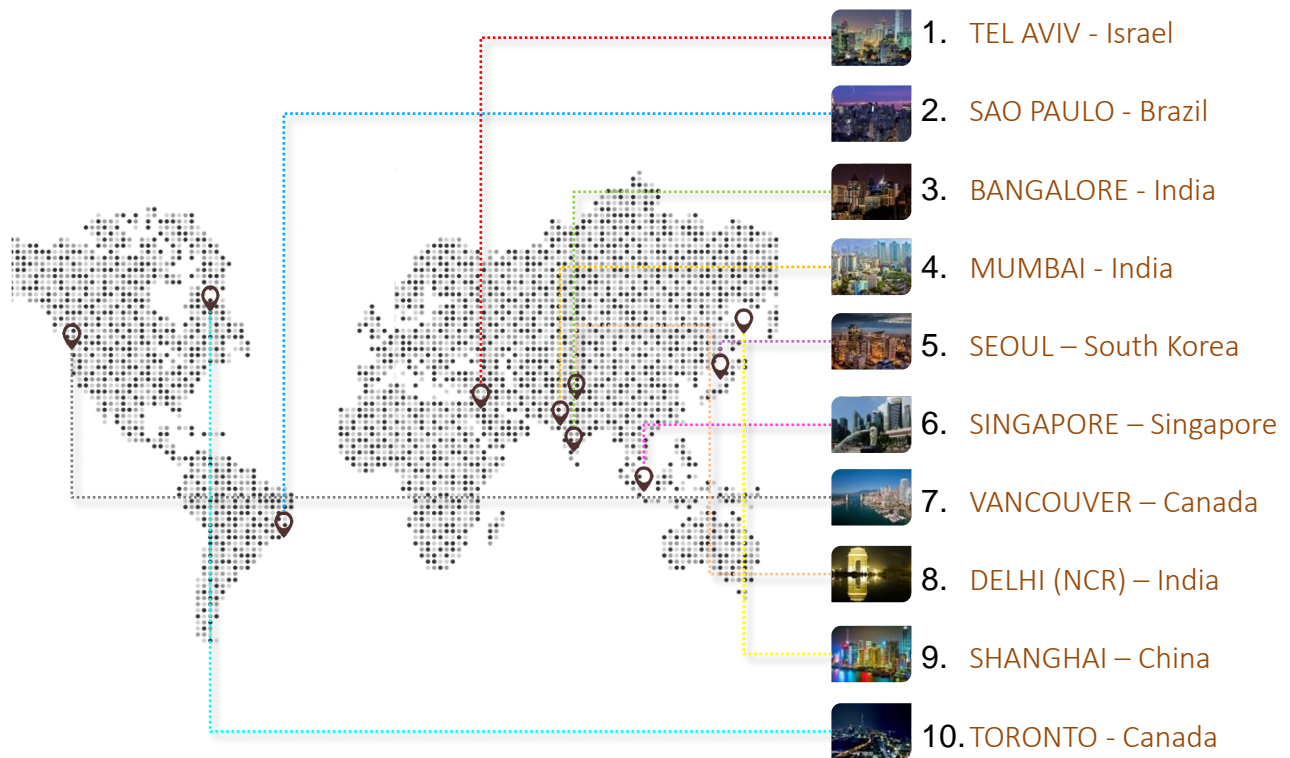 1. TEL AVIV - Israel
2. SAO PAULO - Brazil
3. BANGALORE - India
4. MUMBAI - India
5. SEOUL – South Korea
6. SINGAPORE – Singapore
7. VANCOUVER – Canada
8. DELHI (NCR) – India
9. SHANGHAI – China
10. TORONTO - Canada